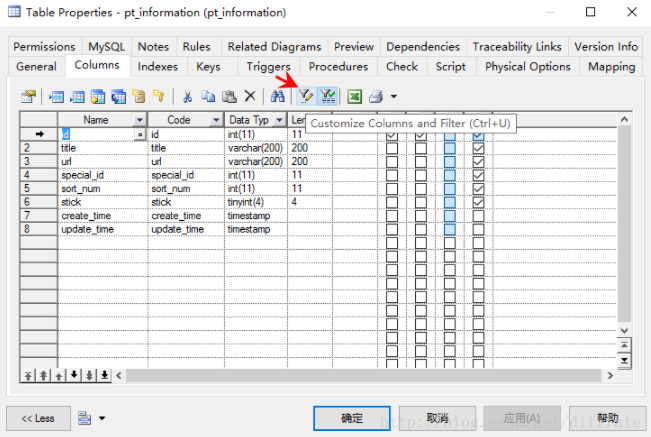 Table Properties - pt_information (pt_information)
Permissions MySQL Notes Rules Related Diagrams Preview Dependencies Traceability Links Version Info
General Columns Indexes Keys Triggers Procedures Check Script Physical Options Mapping
Name Code Data Typ Len
Customize Columns and Filter (Ctrl+U)
id = id int(11) 11
2 title title varchar(200) 200
3 url url varchar(200) 200
4 special_id special_id int(11) 11
5 sort_num sort_num int(11) 11
6 stick stick tinyint(4) 4
7 create_time create_time timestamp
8 update_time update_time timestamp
<< Less 确定 取消 应用(A) 帮助